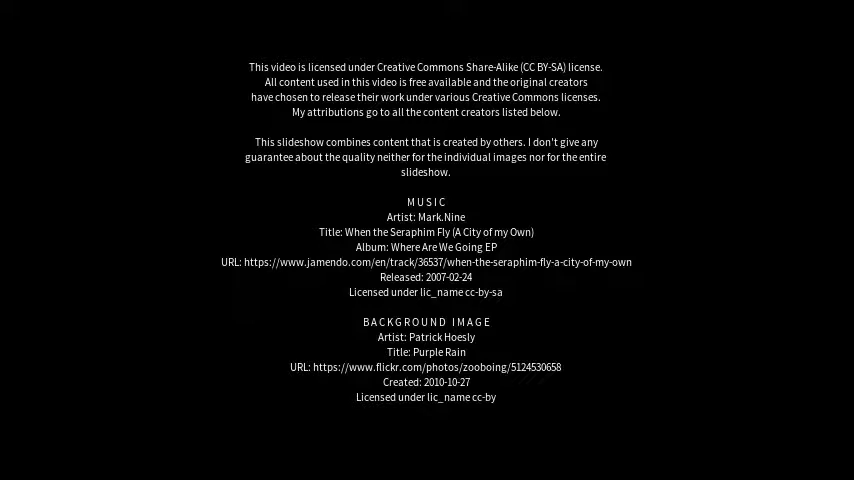 This video is licensed under Creative Commons Share-Alike (CC BY-SA) license.
All content used in this video is free available and the original creators
have chosen to release their work under various Creative Commons licenses.
My attributions go to all the content creators listed below.
This slideshow combines content that is created by others. I don't give any
guarantee about the quality neither for the individual images nor for the entire
slideshow.
MUSIC
Artist: Mark.Nine
Title: When the Seraphim Fly (A City of my Own)
Album: Where Are We Going EP
URL: https://www.jamendo.com/en/track/36537/when-the-seraphim-fly-a-city-of-my-own
Released: 2007-02-24
Licensed under lic_name cc-by-sa
BACKGROUND IMAGE
Artist: Patrick Hoesly
Title: Purple Rain
URL: https://www.flickr.com/photos/zooboing/5124530658
Created: 2010-10-27
Licensed under lic_name cc-by